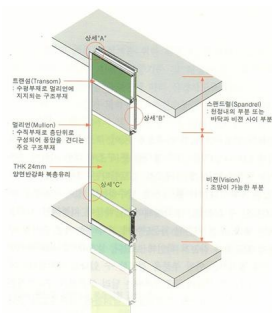 상세"A"
트랜섬(Transom)
: 수평부재로 멀리언에
지지되는 구조부재
스팬드럴(Spandrel)
: 천정내의 부분 또는
바닥과 비젼 사이 부분
상세"B"
멀리언(Mullion)
: 수직부재로 층단위로
구성되어 풍압을 견디는
주요 구조부재
THK 24mm
양면반강화 복층유리
비젼(Vision)
: 조망이 가능한 부분
상세"C"